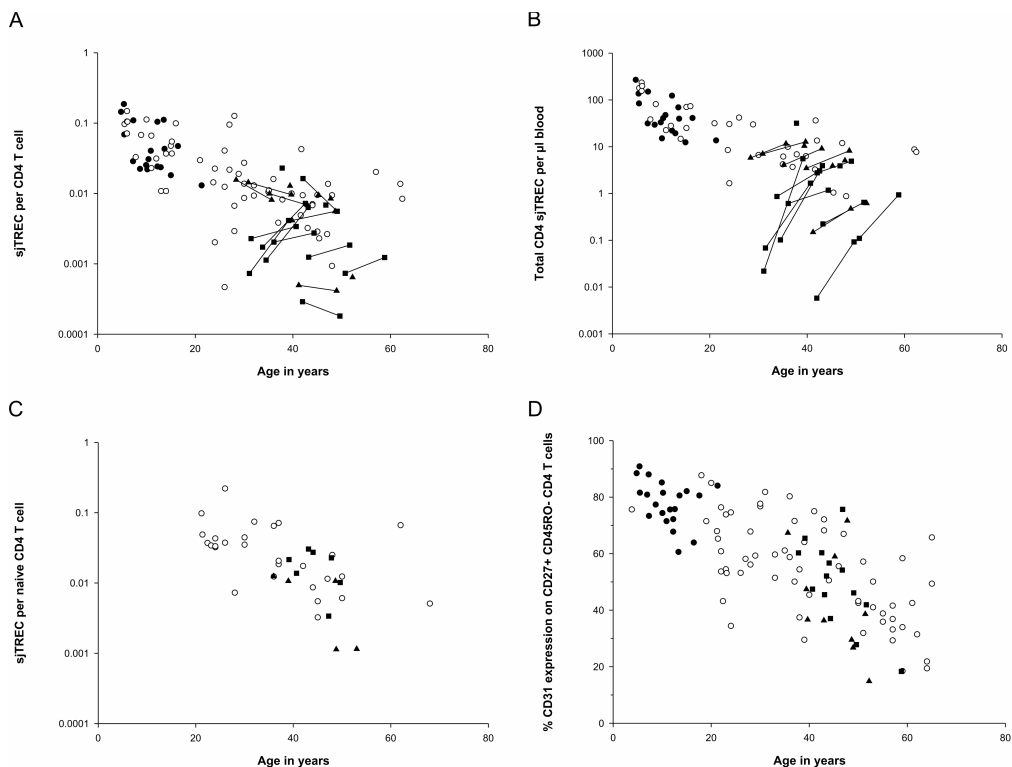 A
B
1
0.1
0.01
0.001
0.0001
sjTREC per CD4 T cell
0 20 40 60 80
Age in years
1000
100
10
1
0.1
0.01
0.001
Total CD4 sjTREC per µl blood
0 20 40 60 80
Age in years
C
D
1
0.1
0.01
0.001
0.0001
sjTREC per naive CD4 T cell
0 20 40 60 80
Age in years
100
80
60
40
20
0
% CD31 expression on CD27+ CD45RO- CD4 T cells
0 20 40 60 80
Age in years